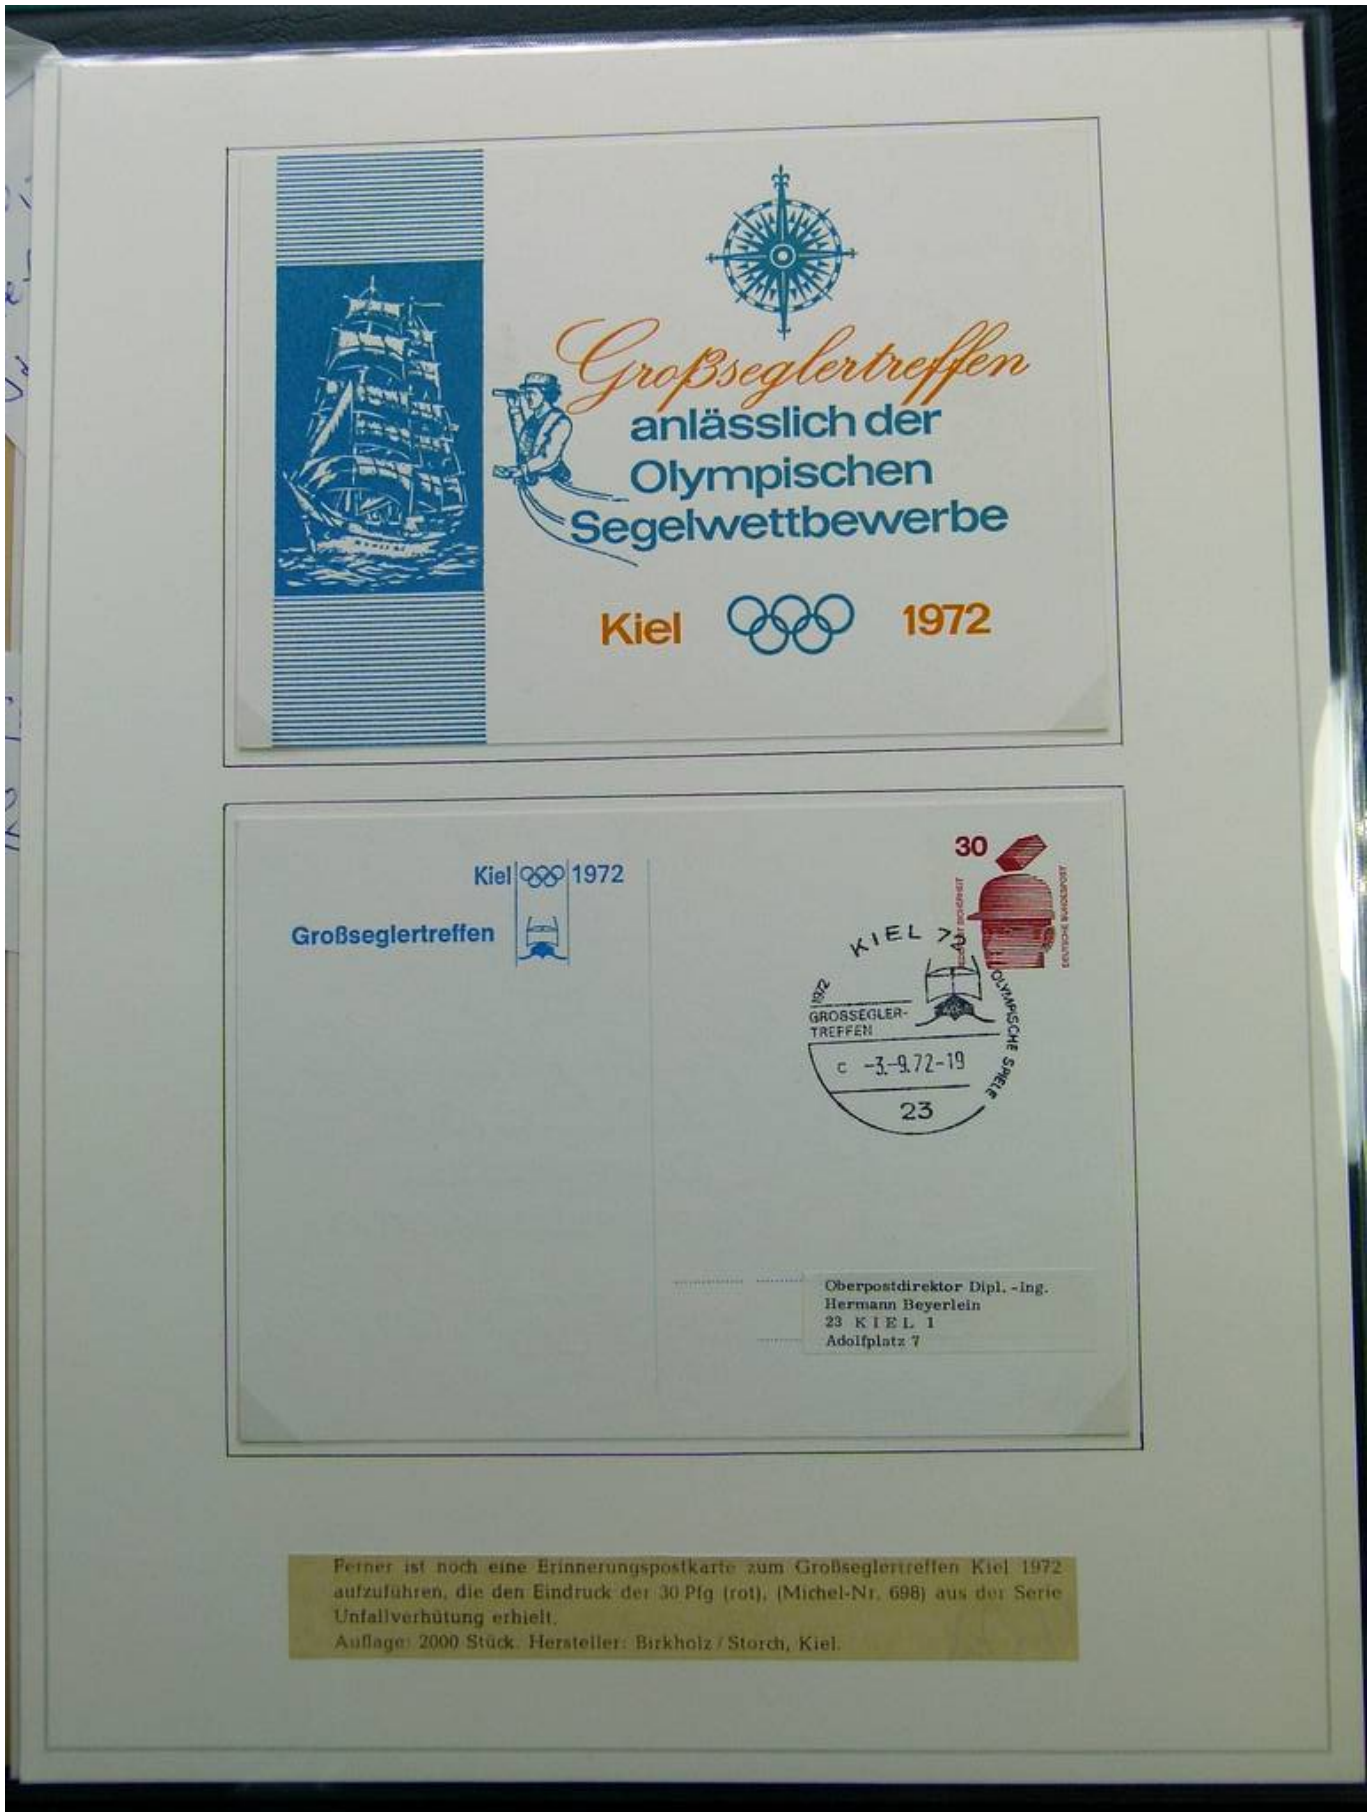 Großseglertreffen
anlässlich der
Olympischen
Segelwettbewerbe
Kiel 1972
Kiel 1972
Großseglertreffen
30
DEUTSCHE BUNDESPOST
KIEL 72
1972
OLYMPISCHE SPIELE
GROSSEGLER-
TREFFEN
c -3.-9.72-19
23
Oberpostdirektor Dipl. -Ing.
Hermann Beyerlein
23 KIEL 1
Adolfplatz 7
Ferner ist noch eine Erinnerungspostkarte zum Großseglertreffen Kiel 1972
aufzuführen, die den Eindruck der 30 Pfg (rot), (Michel-Nr. 698) aus der Serie
Unfallverhütung erhielt.
Auflage: 2000 Stück. Hersteller: Birkholz / Storch, Kiel.